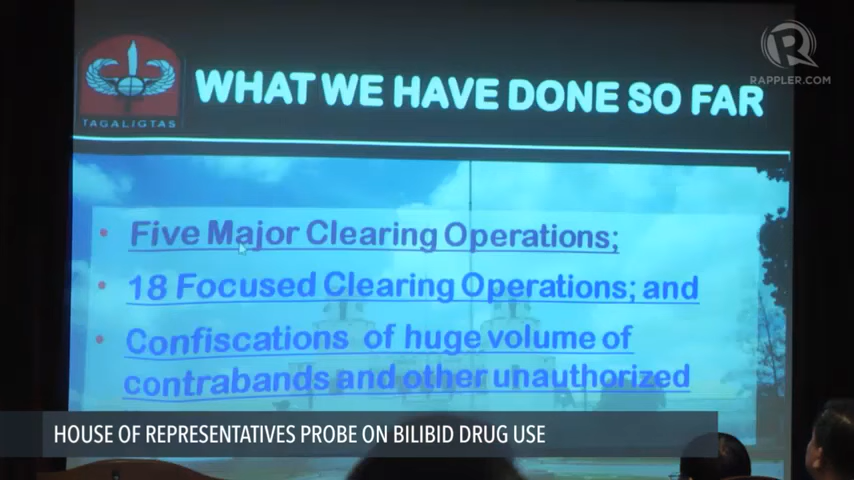 RAPPLER.COM
TAGALIGTAS
WHAT WE HAVE DONE SO FAR
Five Major Clearing Operations;
18 Focused Clearing Operations; and
Confiscations of huge volume of
contrabands and other unauthorized
HOUSE OF REPRESENTATIVES PROBE ON BILIBID DRUG USE